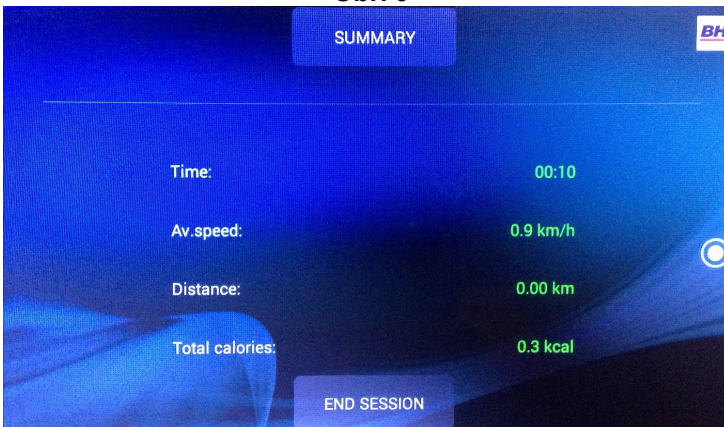 SUMMARY
BH
Time: 00:10
Av.speed: 0.9 km/h
Distance: 0.00 km
Total calories: 0.3 kcal
END SESSION